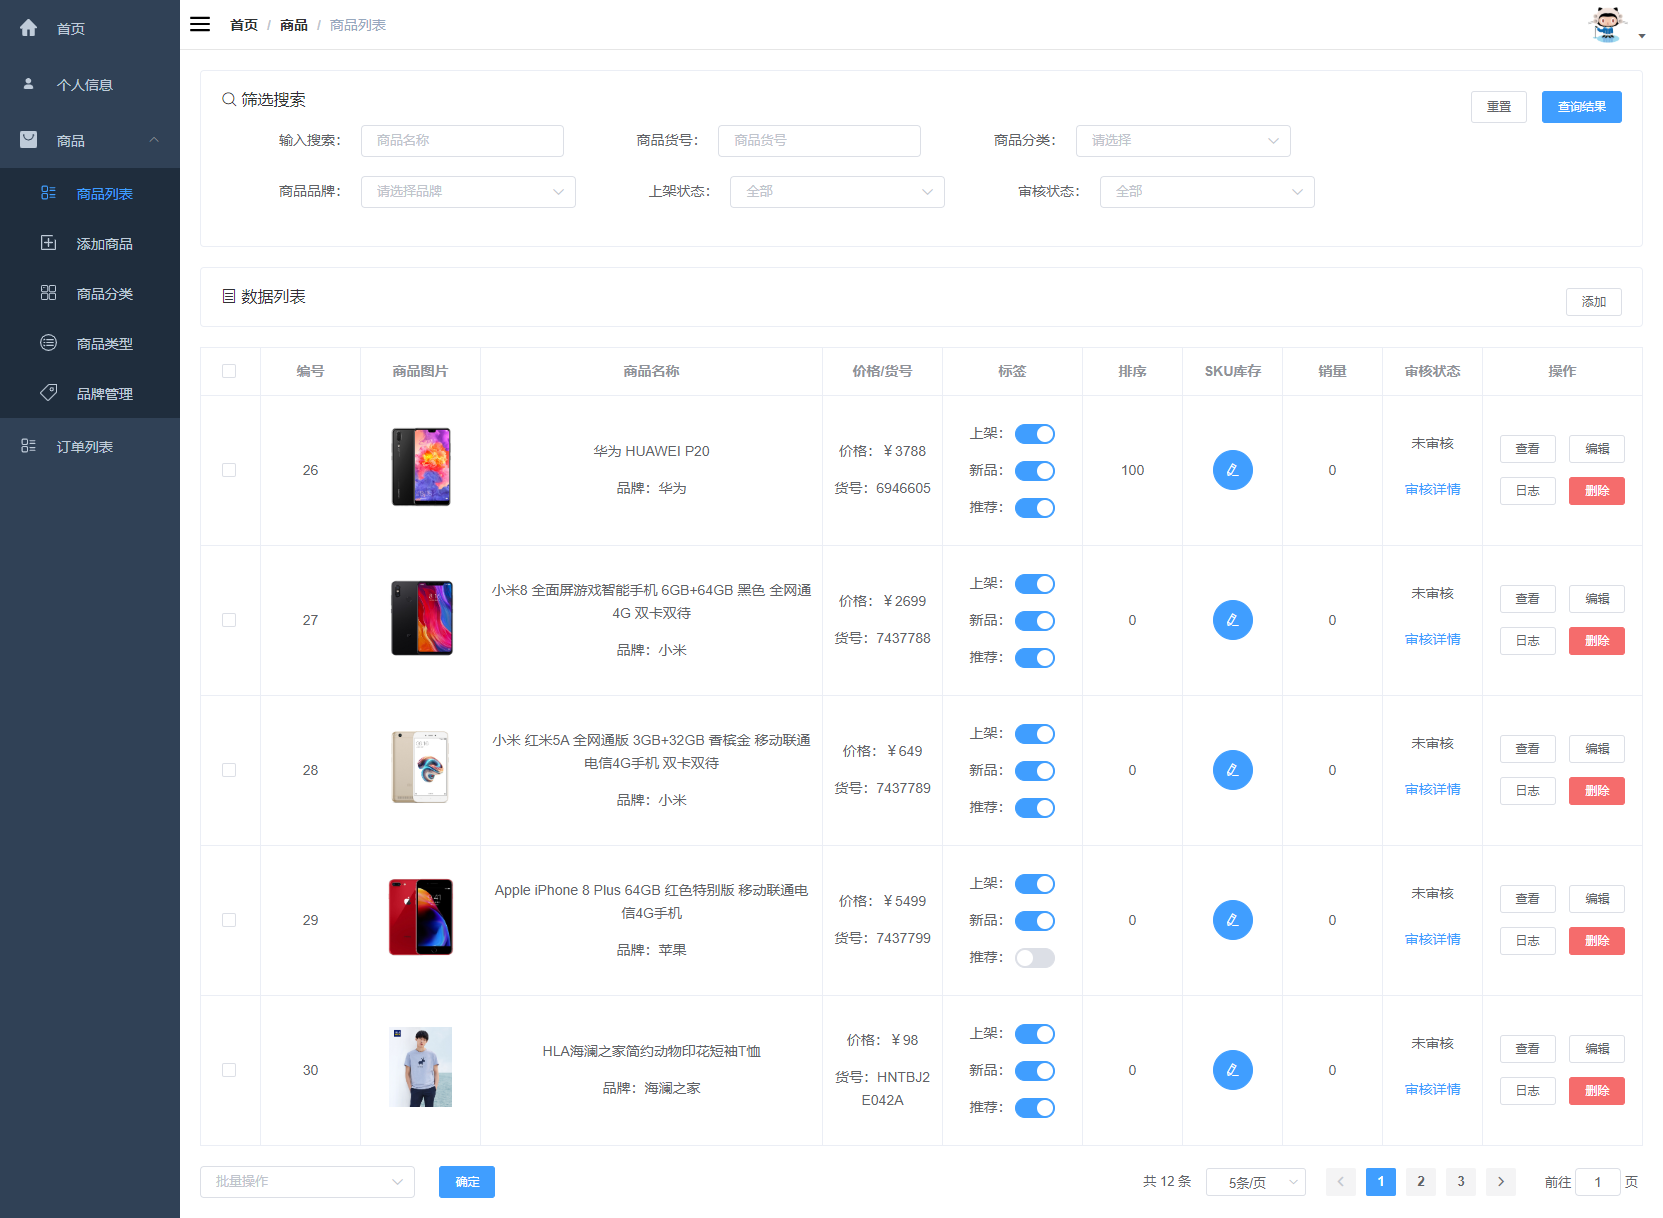 首页
个人信息
商品
商品列表
添加商品
商品分类
商品类型
品牌管理
订单列表
首页 / 商品 / 商品列表
筛选搜索
重置 查询结果
输入搜索： 商品名称 商品货号： 商品货号 商品分类： 请选择
商品品牌： 请选择品牌 上架状态： 全部 审核状态： 全部
数据列表
添加
编号 商品图片 商品名称 价格/货号 标签 排序 SKU库存 销量 审核状态 操作
26
华为 HUAWEI P20
品牌：华为
价格：￥3788
货号：6946605
上架：
新品：
推荐：
100
0
未审核
审核详情
查看 编辑
日志 删除
27
小米8 全面屏游戏智能手机 6GB+64GB 黑色 全网通
4G 双卡双待
品牌：小米
价格：￥2699
货号：7437788
上架：
新品：
推荐：
0
0
未审核
审核详情
查看 编辑
日志 删除
28
小米 红米5A 全网通版 3GB+32GB 香槟金 移动联通
电信4G手机 双卡双待
品牌：小米
价格：￥649
货号：7437789
上架：
新品：
推荐：
0
0
未审核
审核详情
查看 编辑
日志 删除
29
Apple iPhone 8 Plus 64GB 红色特别版 移动联通电
信4G手机
品牌：苹果
价格：￥5499
货号：7437799
上架：
新品：
推荐：
0
0
未审核
审核详情
查看 编辑
日志 删除
30
HLA海澜之家简约动物印花短袖T恤
品牌：海澜之家
价格：￥98
货号：HNTBJ2
E042A
上架：
新品：
推荐：
0
0
未审核
审核详情
查看 编辑
日志 删除
批量操作 确定 共 12 条 5条/页 1 2 3 前往 1 页